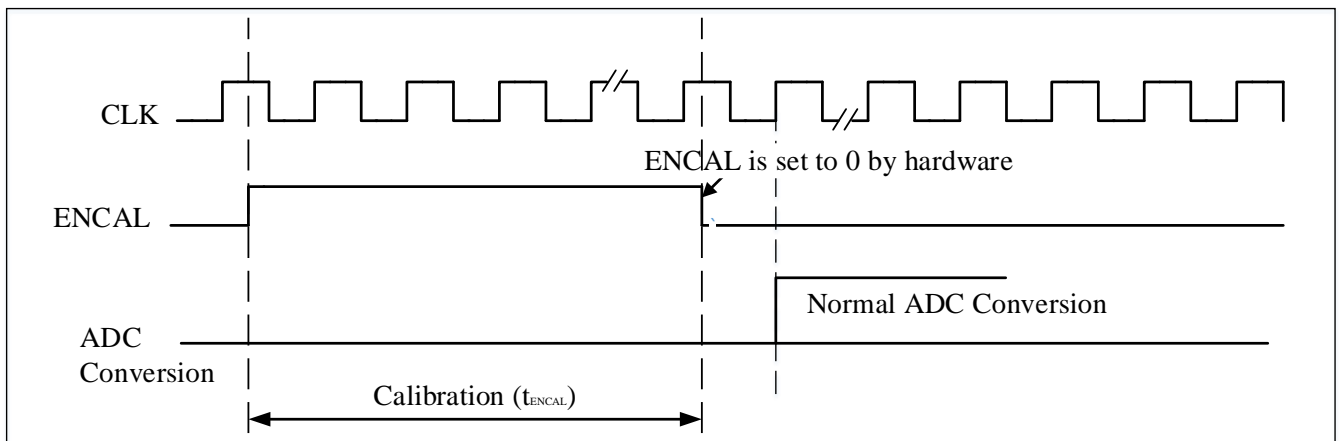 CLK
ENCAL is set to 0 by hardware
ENCAL
Normal ADC Conversion
ADC
Conversion
Calibration (tENCAL)